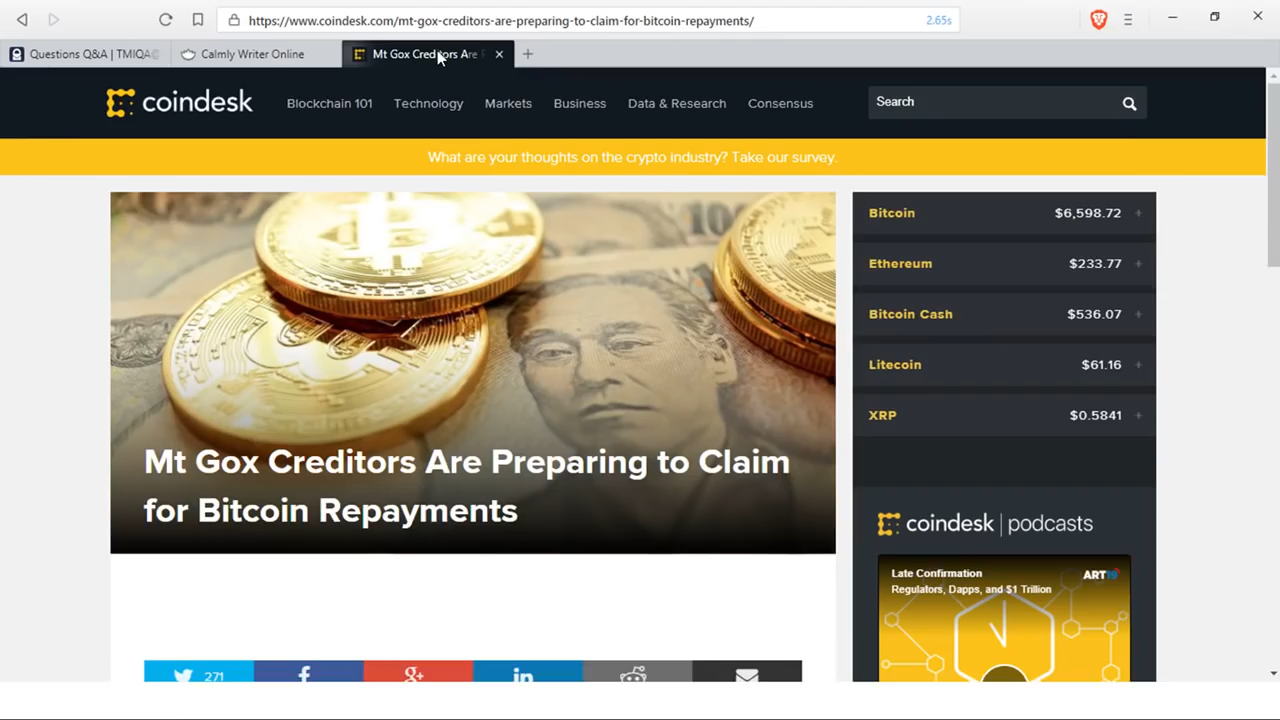 https://www.coindesk.com/mt-gox-creditors-are-preparing-to-claim-for-bitcoin-repayments/
2.65s
Questions Q&A | TMIQA
Calmly Writer Online
Mt Gox Creditors Are
coindesk
Blockchain 101
Technology
Markets
Business
Data & Research
Consensus
Search
What are your thoughts on the crypto industry? Take our survey.
Mt Gox Creditors Are Preparing to Claim
for Bitcoin Repayments
271
Bitcoin $6,598.72 +
Ethereum $233.77 +
Bitcoin Cash $536.07 +
Litecoin $61.16 +
XRP $0.5841 +
coindesk | podcasts
Late Confirmation
Regulators, Dapps, and $1 Trillion
ART19